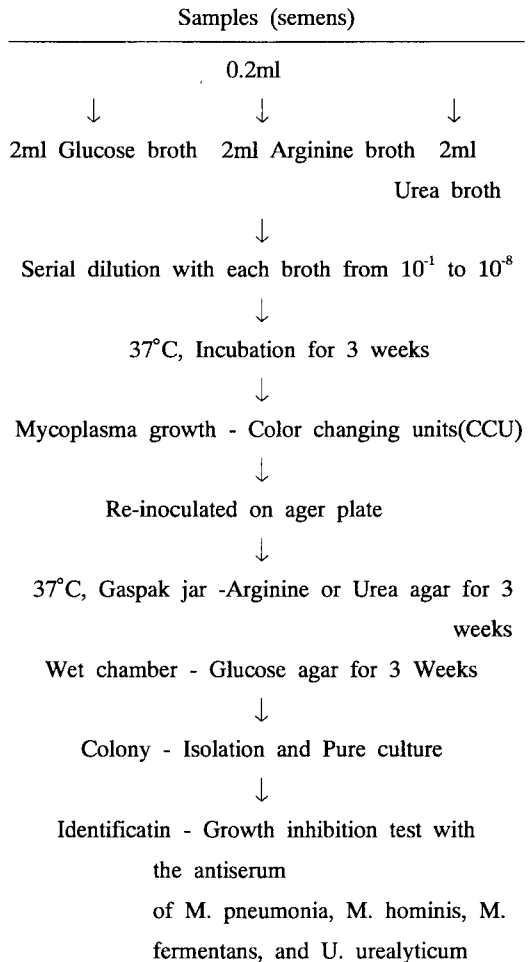 Samples (semens)
0.2ml
↓ ↓ ↓
2ml Glucose broth 2ml Arginine broth 2ml
Urea broth
↓
Serial dilution with each broth from 10⁻¹ to 10⁻⁸
↓
37°C, Incubation for 3 weeks
↓
Mycoplasma growth - Color changing units(CCU)
↓
Re-inoculated on ager plate
↓
37°C, Gaspak jar -Arginine or Urea agar for 3
weeks
Wet chamber - Glucose agar for 3 Weeks
↓
Colony - Isolation and Pure culture
↓
Identificatin - Growth inhibition test with
the antiserum
of M. pneumonia, M. hominis, M.
fermentans, and U. urealyticum